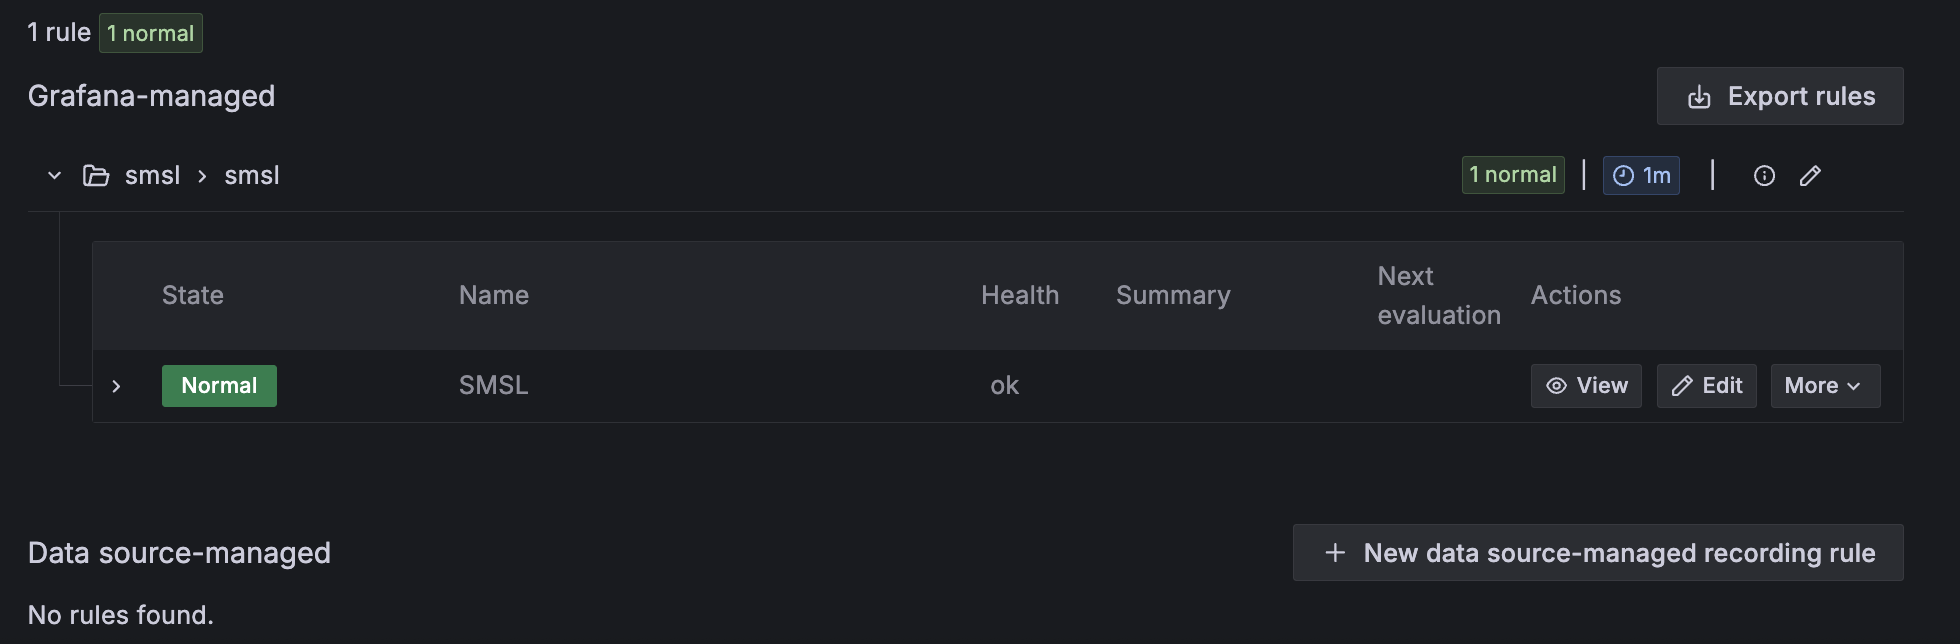 1 rule 1 normal
Grafana-managed
Export rules
smsl > smsl
1 normal | 1m |
State Name Health Summary Next evaluation Actions
Normal SMSL ok View Edit More
Data source-managed
+ New data source-managed recording rule
No rules found.